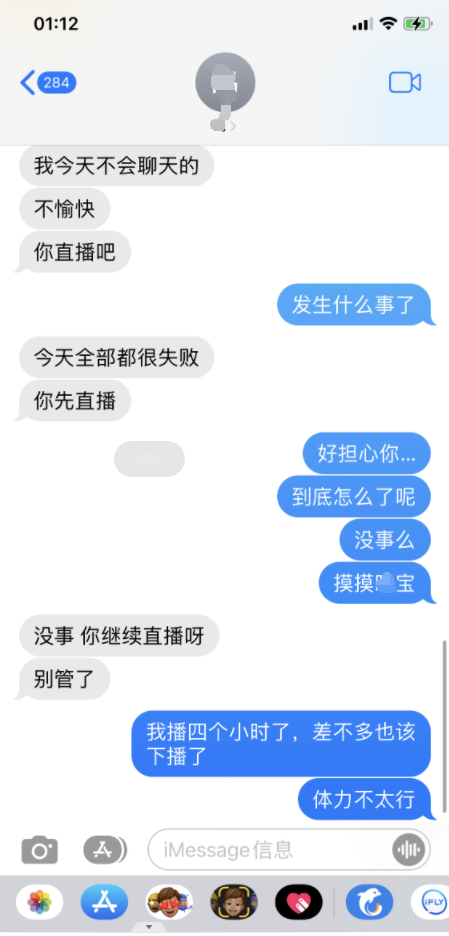 01:12
284
我今天不会聊天的
不愉快
你直播吧
发生什么事了
今天全部都很失败
你先直播
好担心你...
到底怎么了呢
没事么
摸摸宝
没事 你继续直播呀
别管了
我播四个小时了，差不多也该
下播了
体力不太行
iMessage信息
iFLY